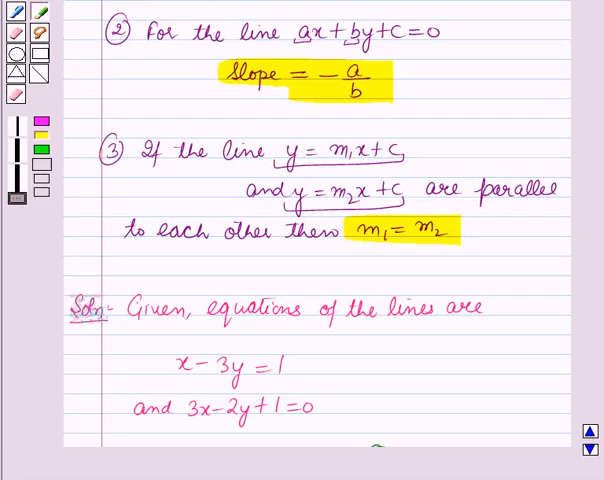 ② For the line ax+by+c=0
Slope = - a/b
③ If the line y = m₁x+c
and y = m₂x+c are parallel
to each other then m₁ = m₂
Soln:- Given, equations of the lines are
x - 3y = 1
and 3x-2y+1=0